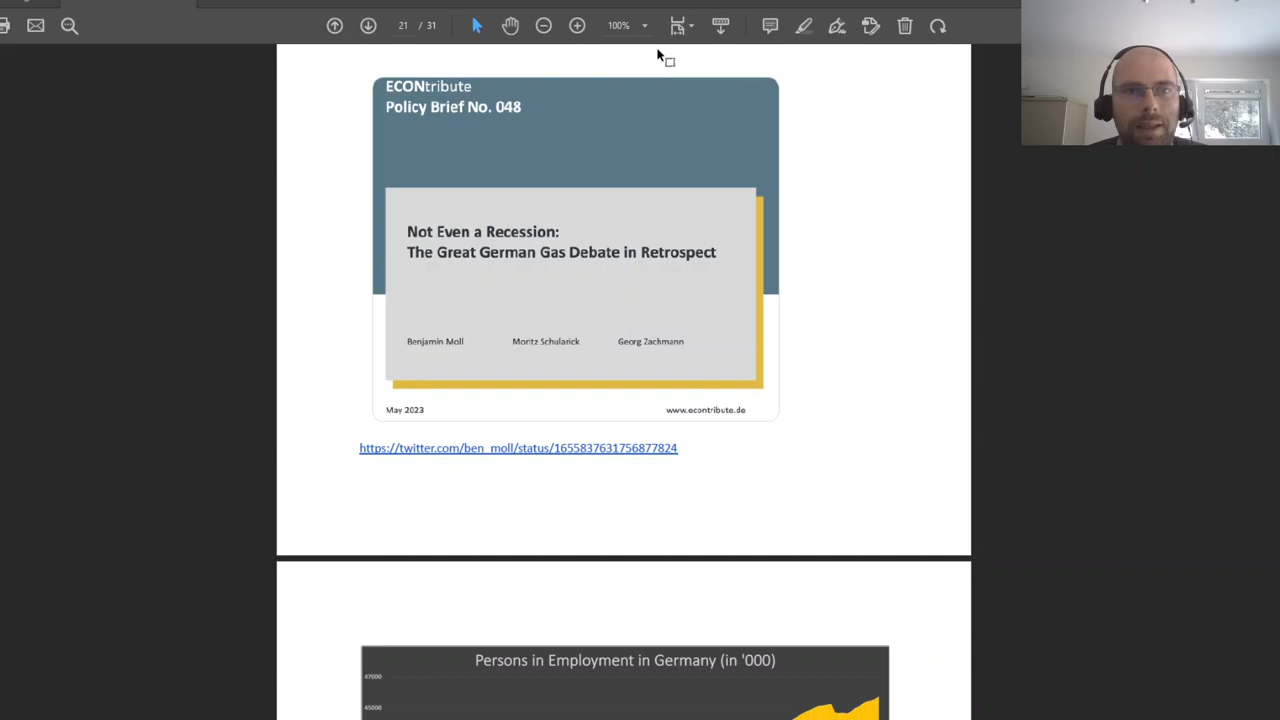 21 / 31
100%
ECONtribute
Policy Brief No. 048
Not Even a Recession:
The Great German Gas Debate in Retrospect
Benjamin Moll Moritz Schularick Georg Zachmann
May 2023 www.econtribute.de
https://twitter.com/ben_moll/status/1655837631756877824
Persons in Employment in Germany (in '000)
47000
45000